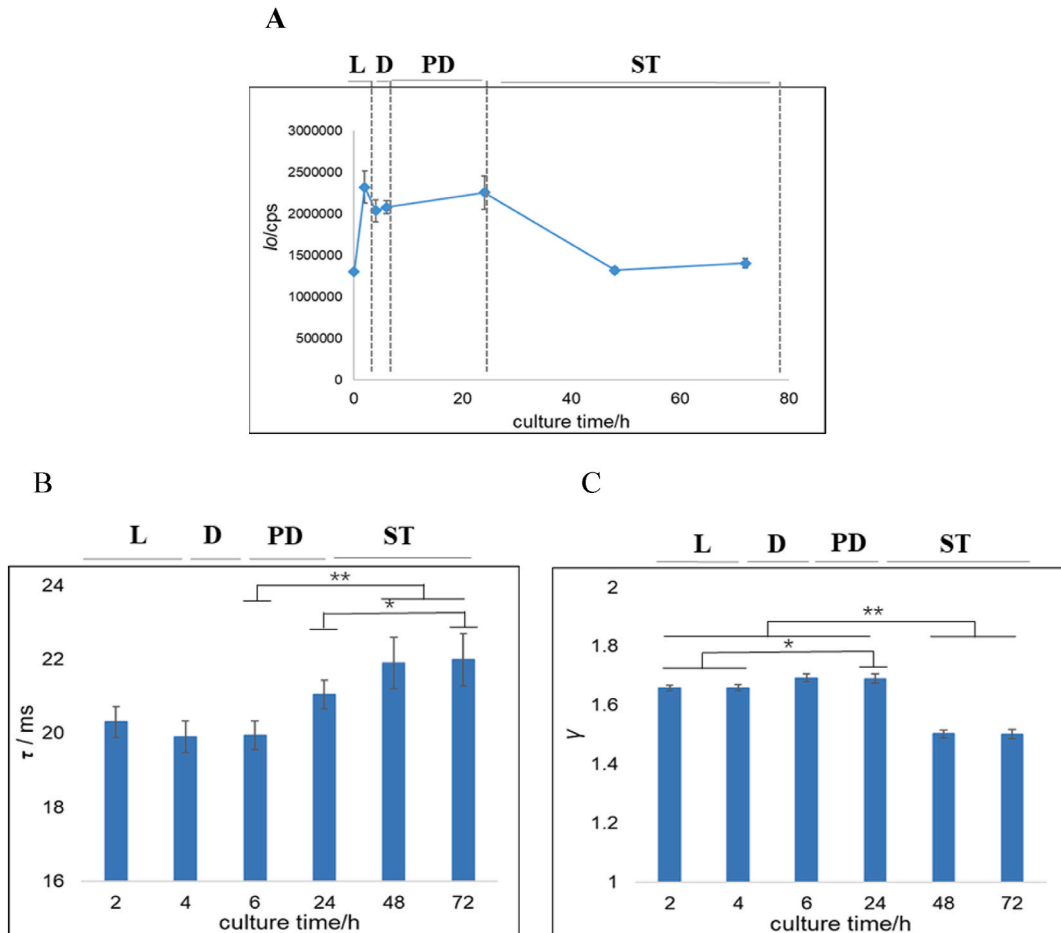 A
L D PD ST
3000000
2500000
2000000
1500000
1000000
500000
0
Io/cps
0 20 40 60 80
culture time/h
B
L D PD ST
24
22
20
18
16
τ / ms
**
*
2 4 6 24 48 72
culture time/h
C
L D PD ST
2
1.8
1.6
1.4
1.2
1
γ
**
*
2 4 6 24 48 72
culture time/h